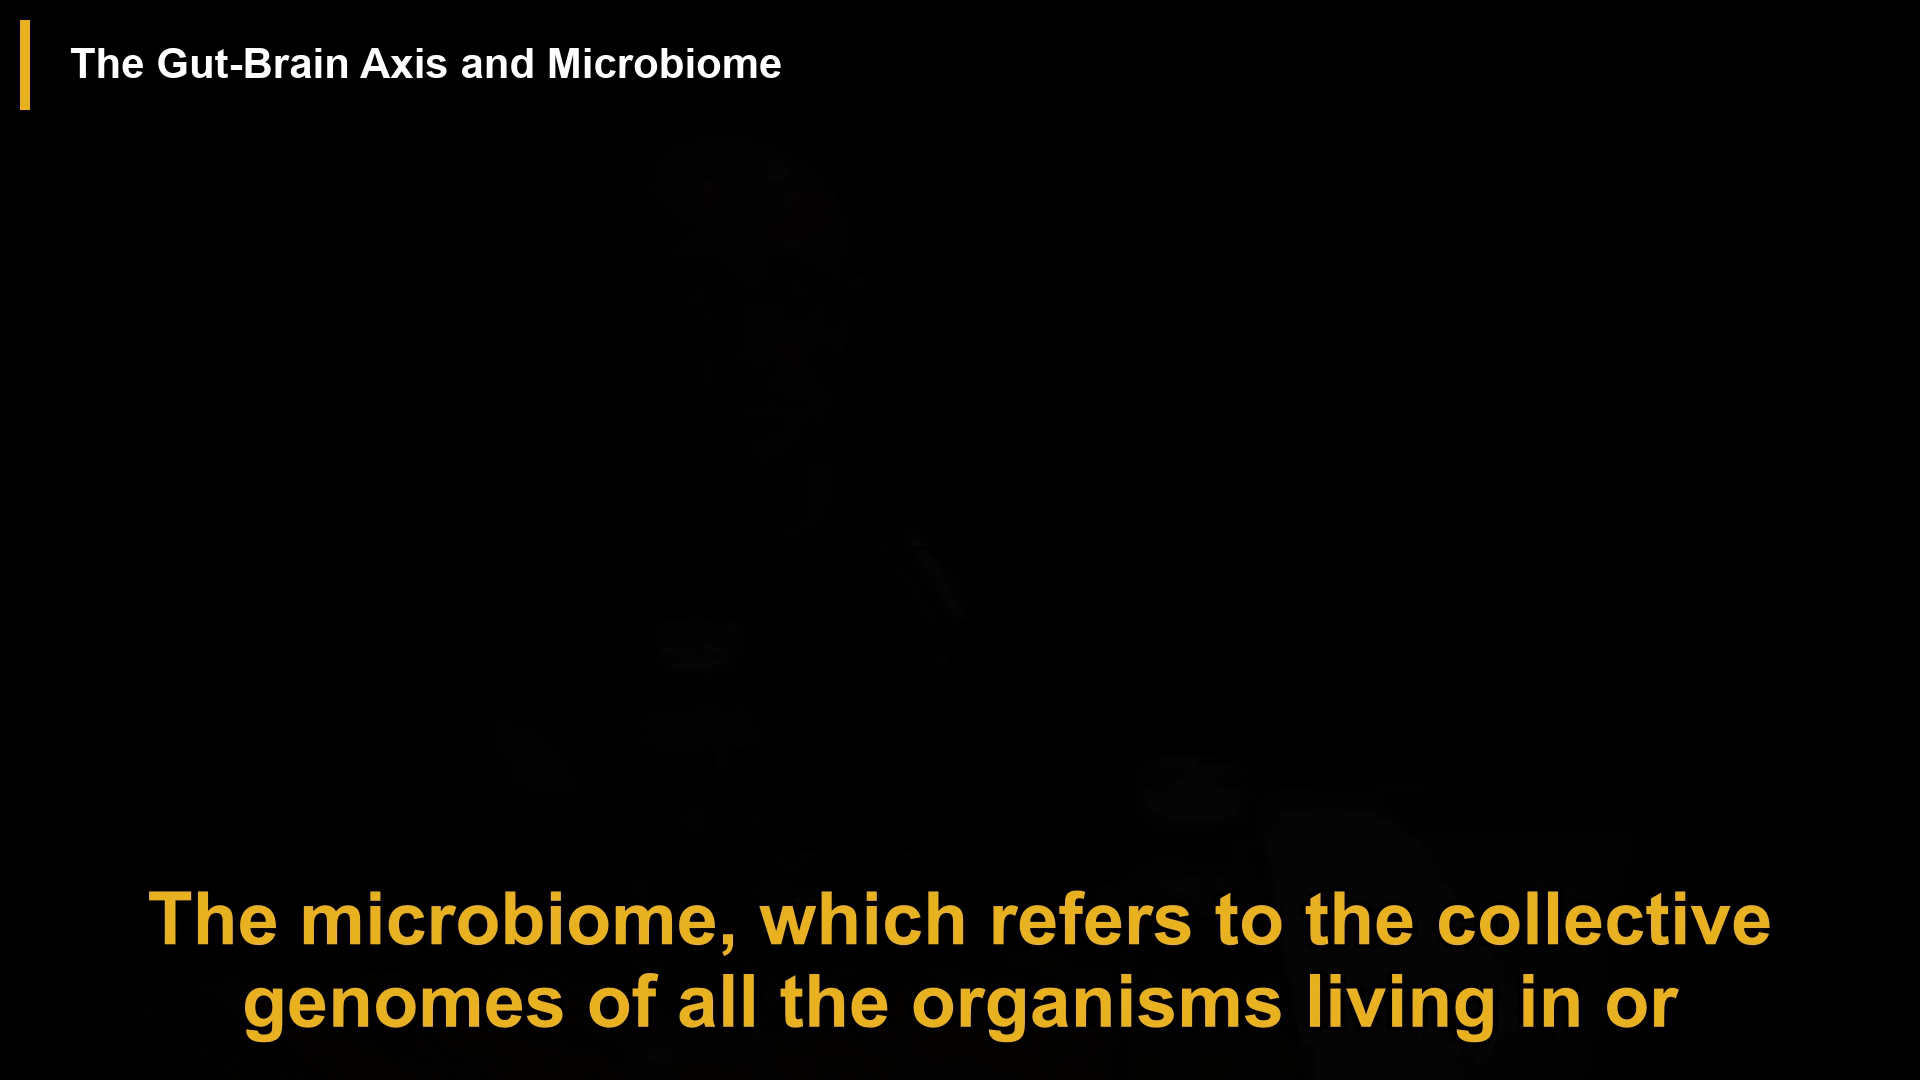 The Gut-Brain Axis and Microbiome
The microbiome, which refers to the collective
genomes of all the organisms living in or